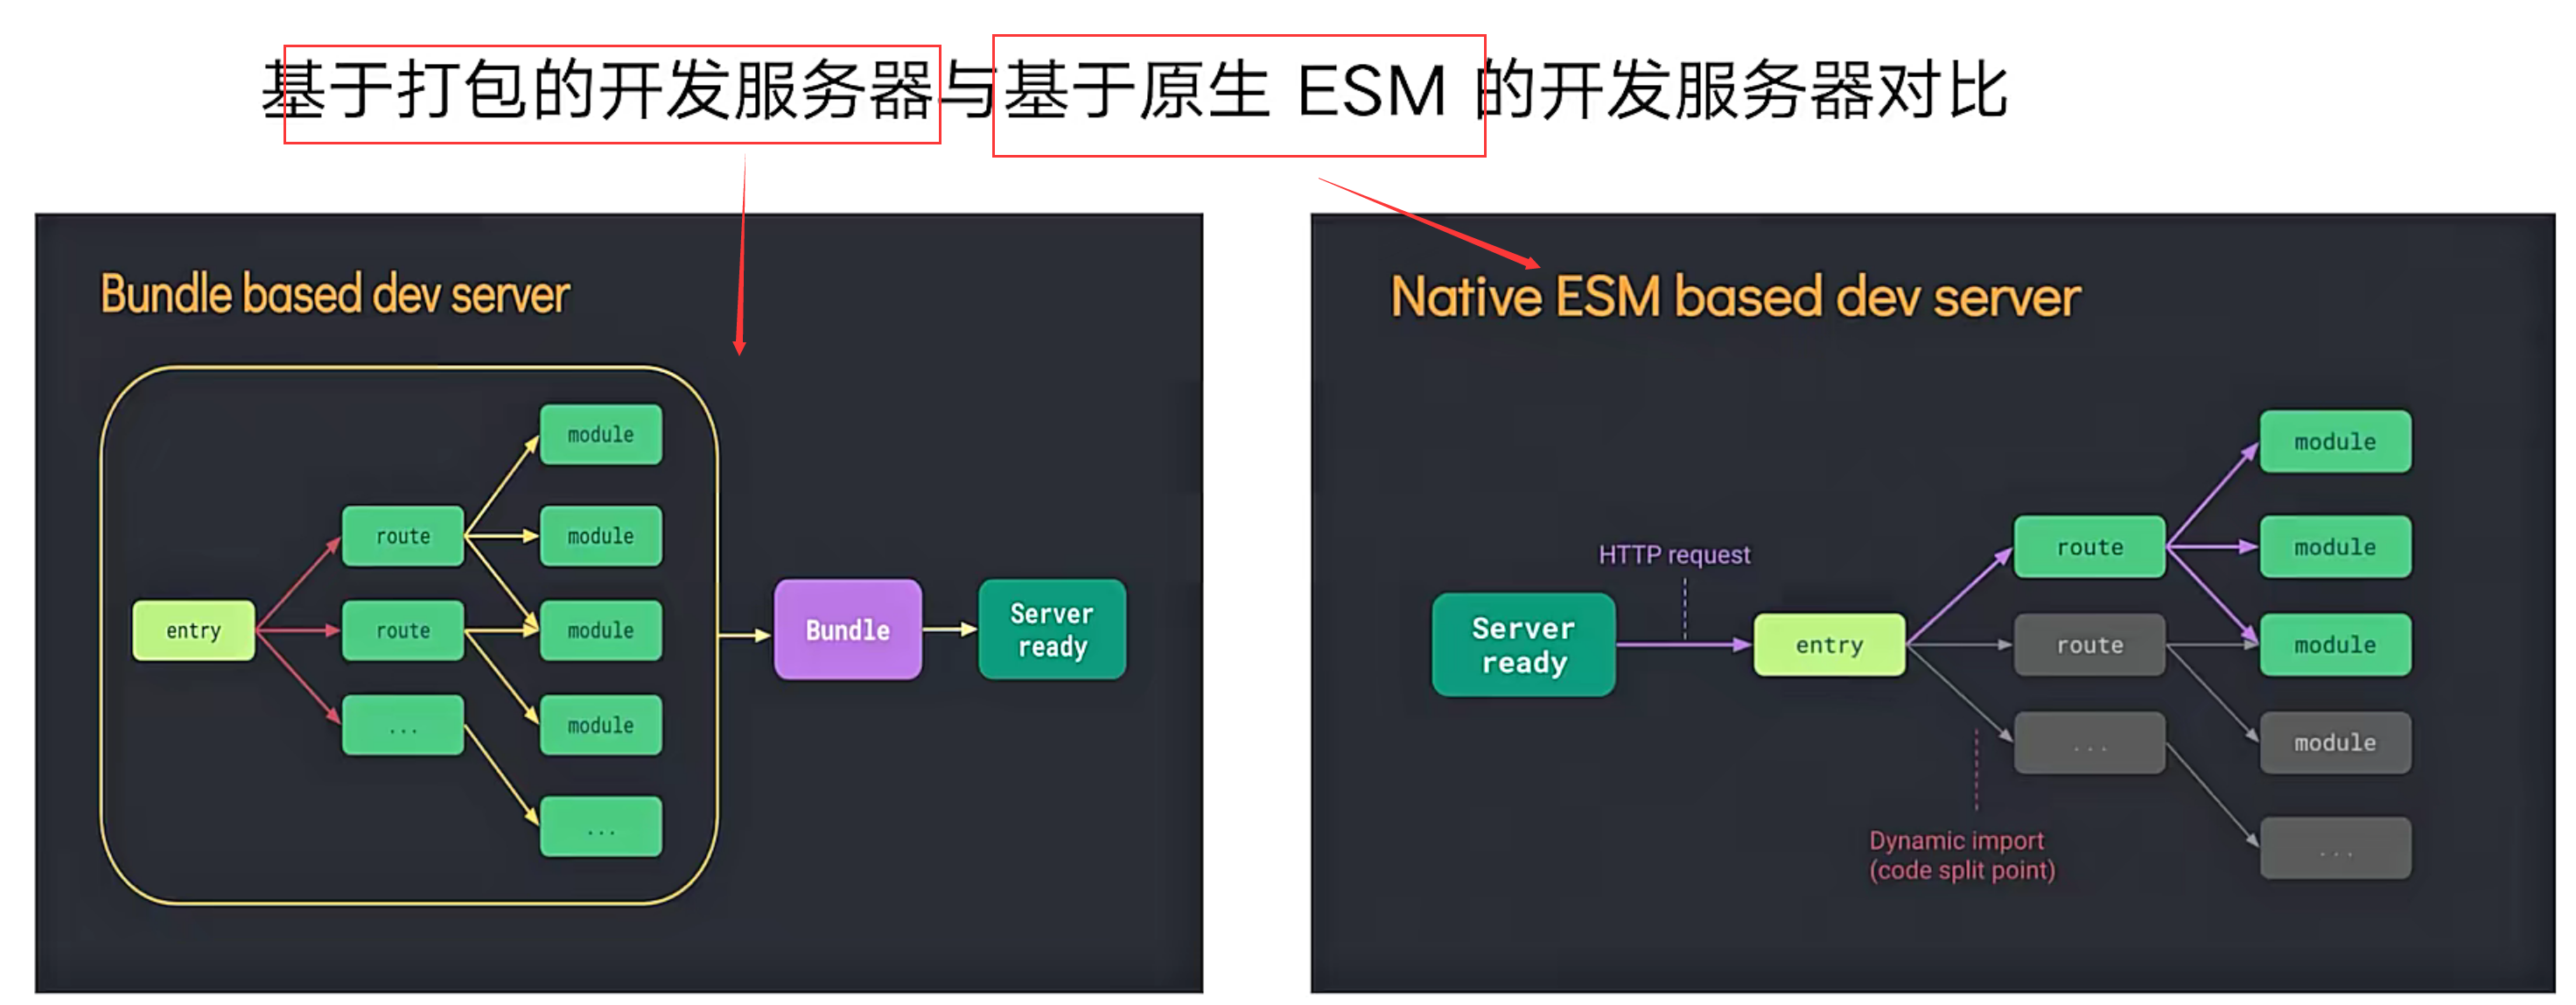 基于打包的开发服务器与基于原生 ESM 的开发服务器对比
Bundle based dev server
module
route
module
entry
route
module
Bundle
Server
ready
...
module
...
Native ESM based dev server
module
HTTP request
route
module
Server
ready
entry
route
module
...
module
Dynamic import
(code split point)
...